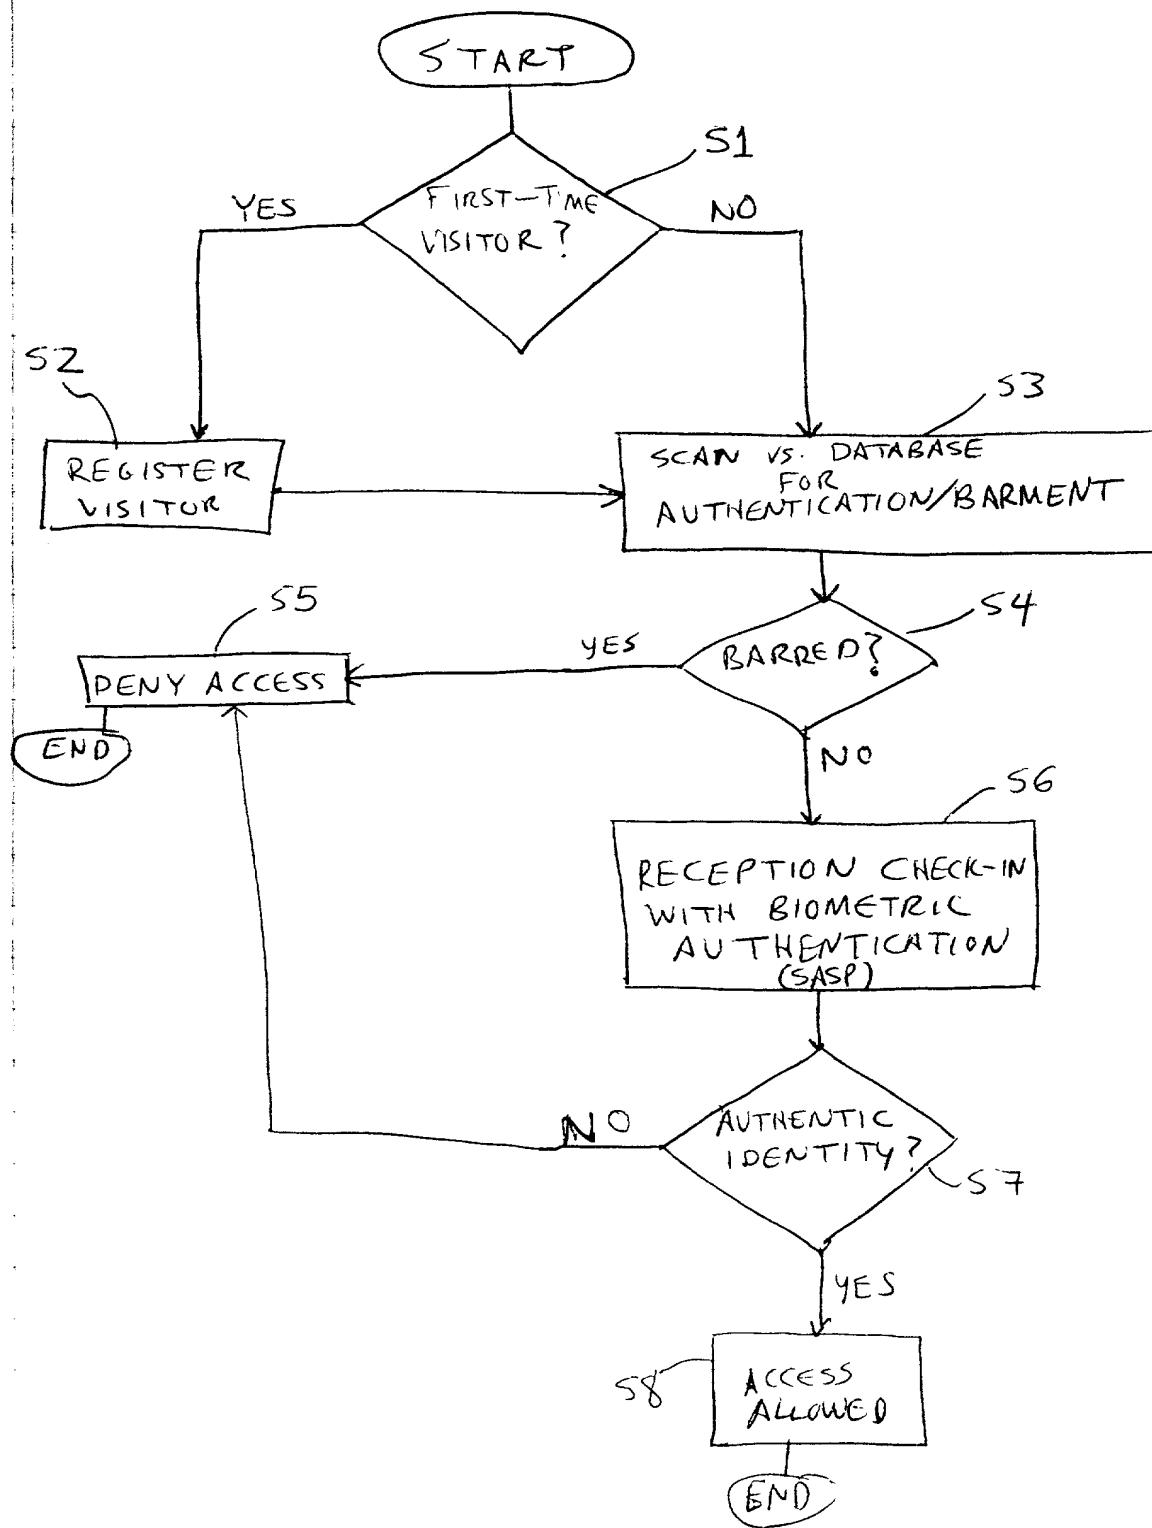 START
S1
YES
FIRST-TIME
VISITOR?
NO
S2
S3
REGISTER
VISITOR
SCAN VS. DATABASE
FOR
AUTHENTICATION/BARMENT
S5
S4
YES
BARRED?
DENY ACCESS
END
NO
S6
RECEPTION CHECK-IN
WITH BIOMETRIC
AUTHENTICATION
(SASP)
NO
AUTHENTIC
IDENTITY?
S7
YES
S8
ACCESS
ALLOWED
END